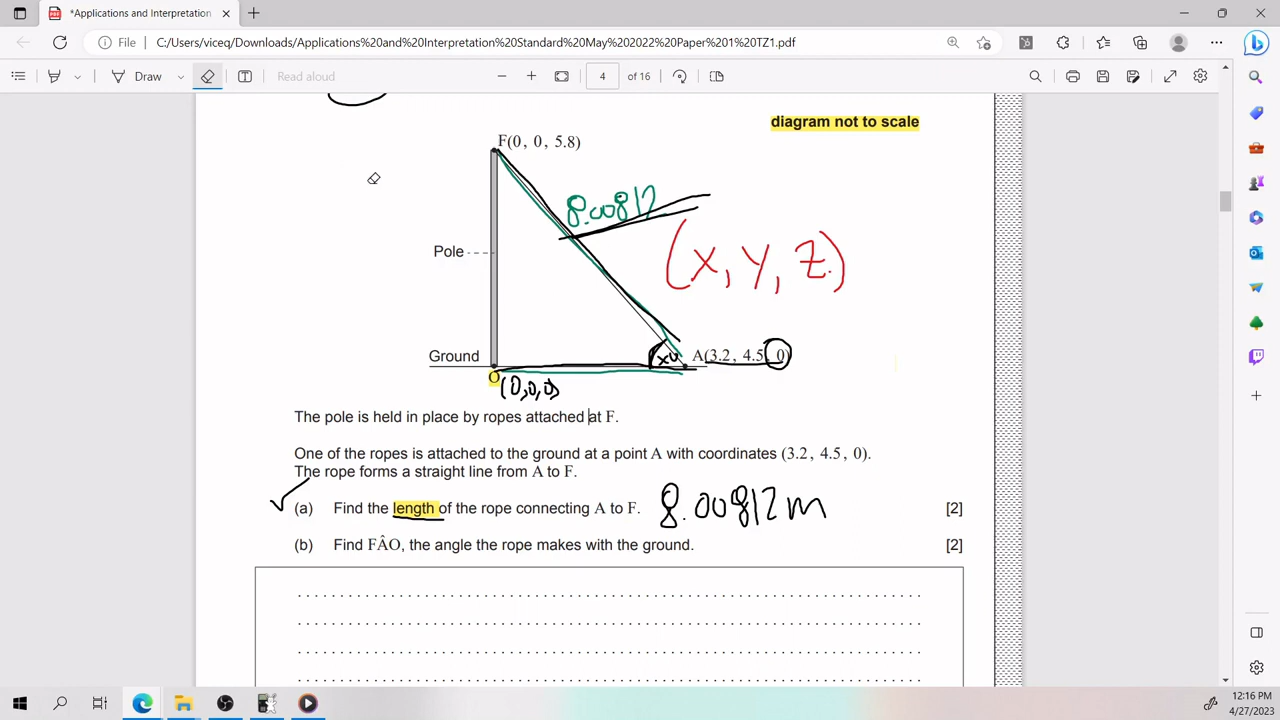 *Applications and Interpretation
File
C:/Users/viceq/Downloads/Applications%20and%20Interpretation%20Standard%20May%202022%20Paper%201%20TZ1.pdf
Draw
Read aloud
4 of 16
diagram not to scale
F(0, 0, 5.8)
8.00812
Pole
(x, y, z)
Ground
A(3.2, 4.5, 0)
x°
O
(0,0,0)
The pole is held in place by ropes attached at F.
One of the ropes is attached to the ground at a point A with coordinates (3.2, 4.5, 0).
The rope forms a straight line from A to F.
(a) Find the length of the rope connecting A to F. 8.00812m [2]
(b) Find FÂO, the angle the rope makes with the ground. [2]
12:16 PM
4/27/2023